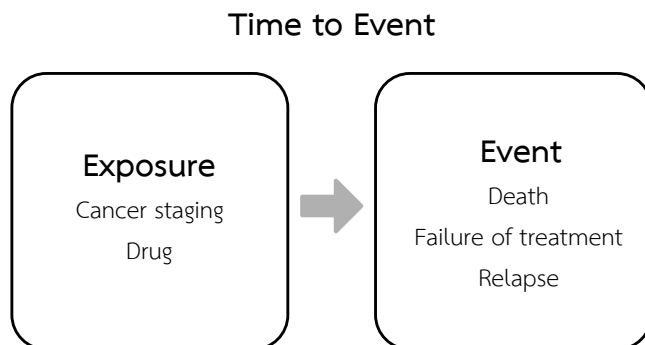 Time to Event
Exposure
Cancer staging
Drug
Event
Death
Failure of treatment
Relapse